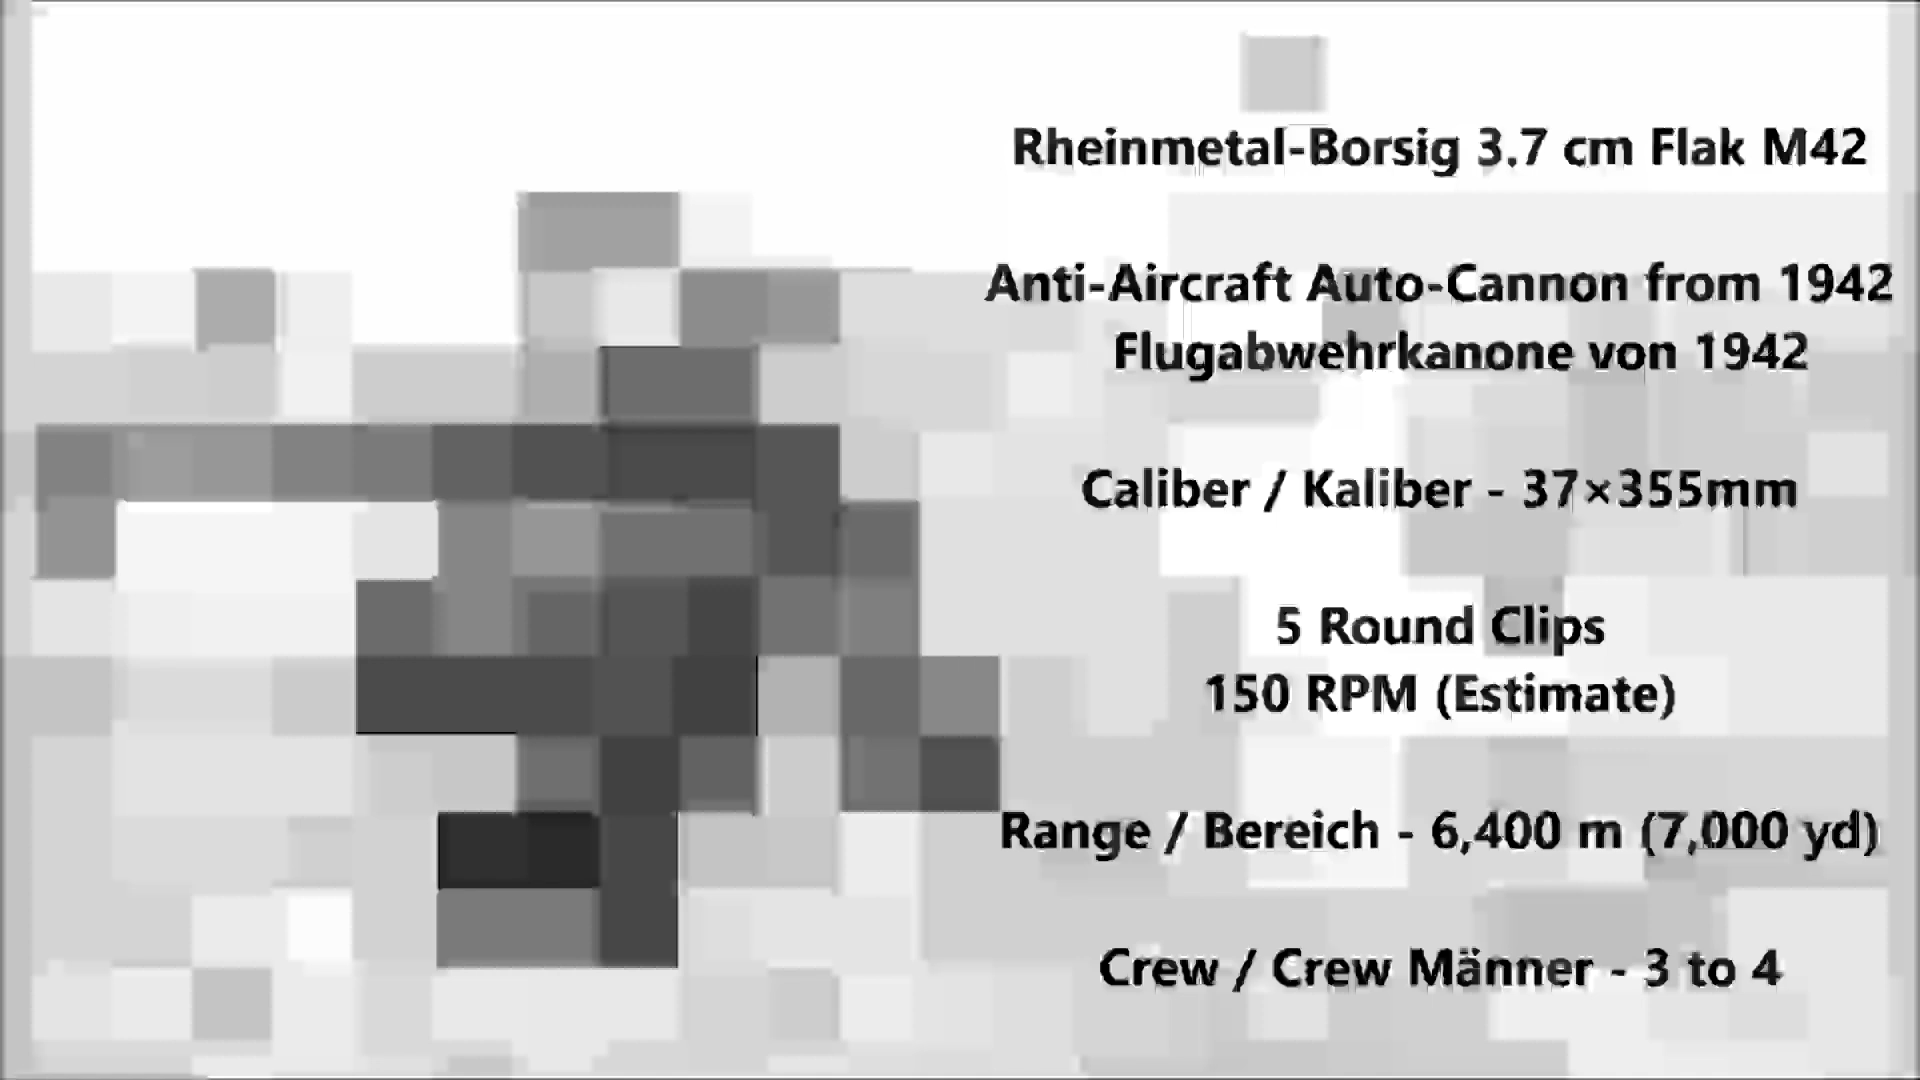 Rheinmetal-Borsig 3.7 cm Flak M42
Anti-Aircraft Auto-Cannon from 1942
Flugabwehrkanone von 1942
Caliber / Kaliber - 37×355mm
5 Round Clips
150 RPM (Estimate)
Range / Bereich - 6,400 m (7,000 yd)
Crew / Crew Männer - 3 to 4